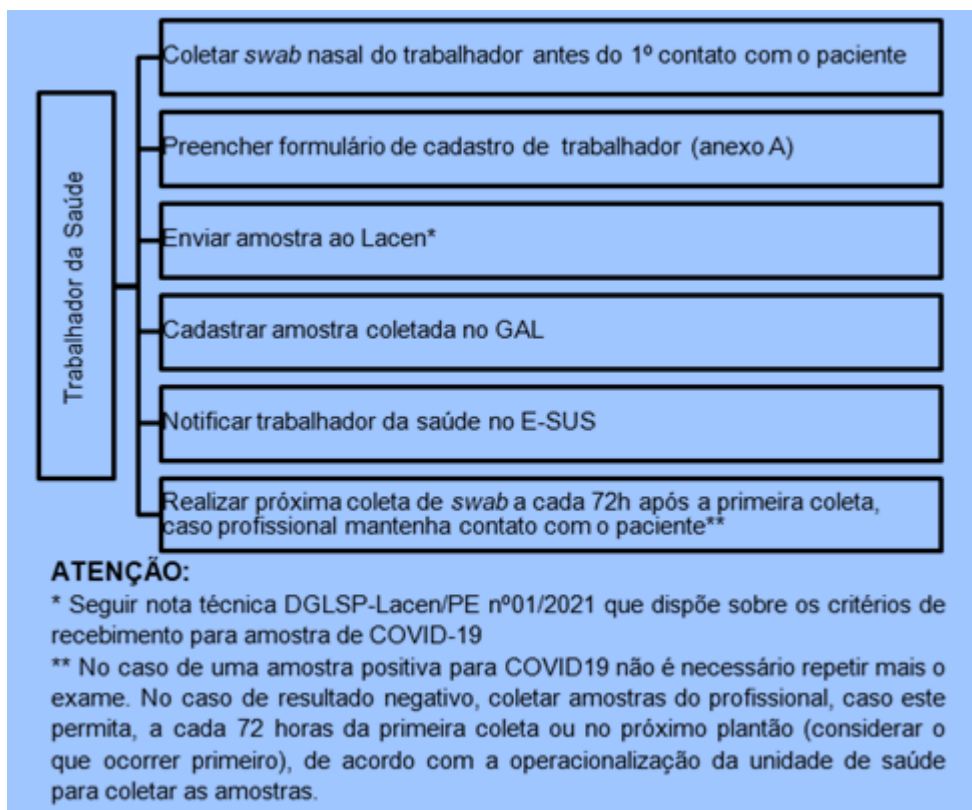 Coletar swab nasal do trabalhador antes do 1º contato com o paciente
Preencher formulário de cadastro de trabalhador (anexo A)
Trabalhador da Saúde
Enviar amostra ao Lacen*
Cadastrar amostra coletada no GAL
Notificar trabalhador da saúde no E-SUS
Realizar próxima coleta de swab a cada 72h após a primeira coleta,
caso profissional mantenha contato com o paciente**
ATENÇÃO:
* Seguir nota técnica DGLSP-Lacen/PE nº01/2021 que dispõe sobre os critérios de
recebimento para amostra de COVID-19
** No caso de uma amostra positiva para COVID19 não é necessário repetir mais o
exame. No caso de resultado negativo, coletar amostras do profissional, caso este
permita, a cada 72 horas da primeira coleta ou no próximo plantão (considerar o
que ocorrer primeiro), de acordo com a operacionalização da unidade de saúde
para coletar as amostras.